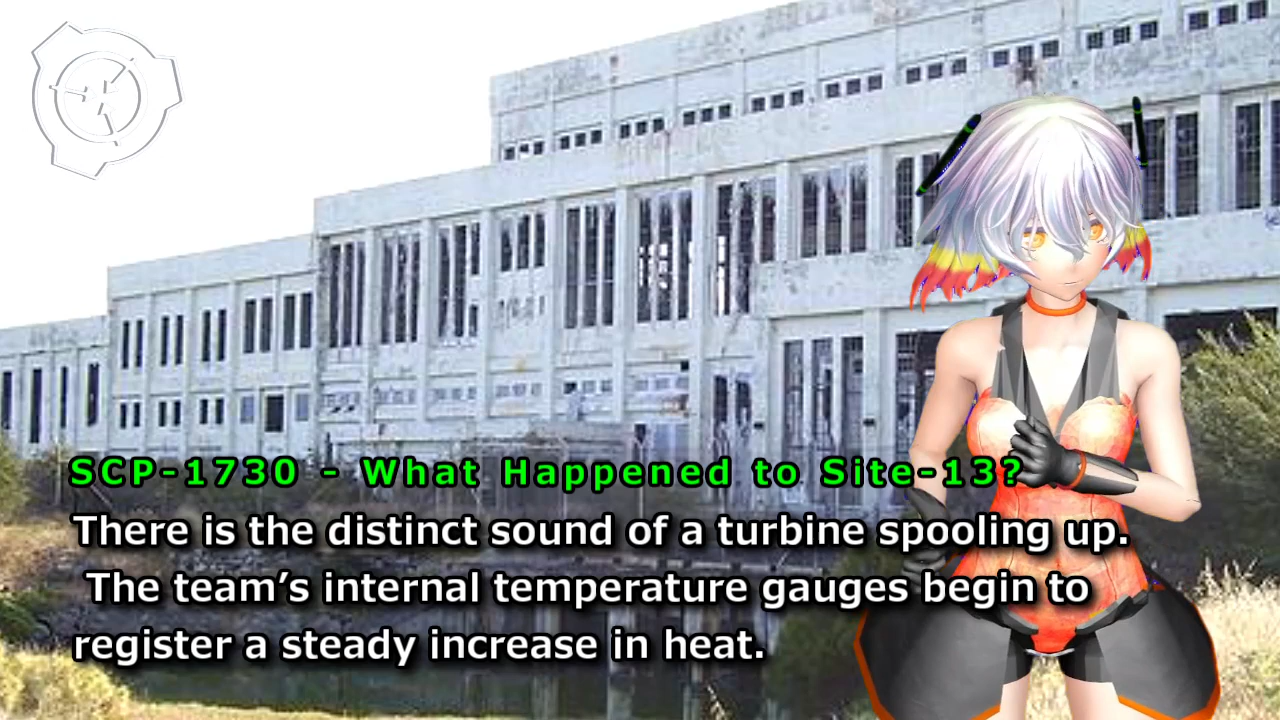 SCP-1730 - What Happened to Site-13?
There is the distinct sound of a turbine spooling up.
The team’s internal temperature gauges begin to
register a steady increase in heat.